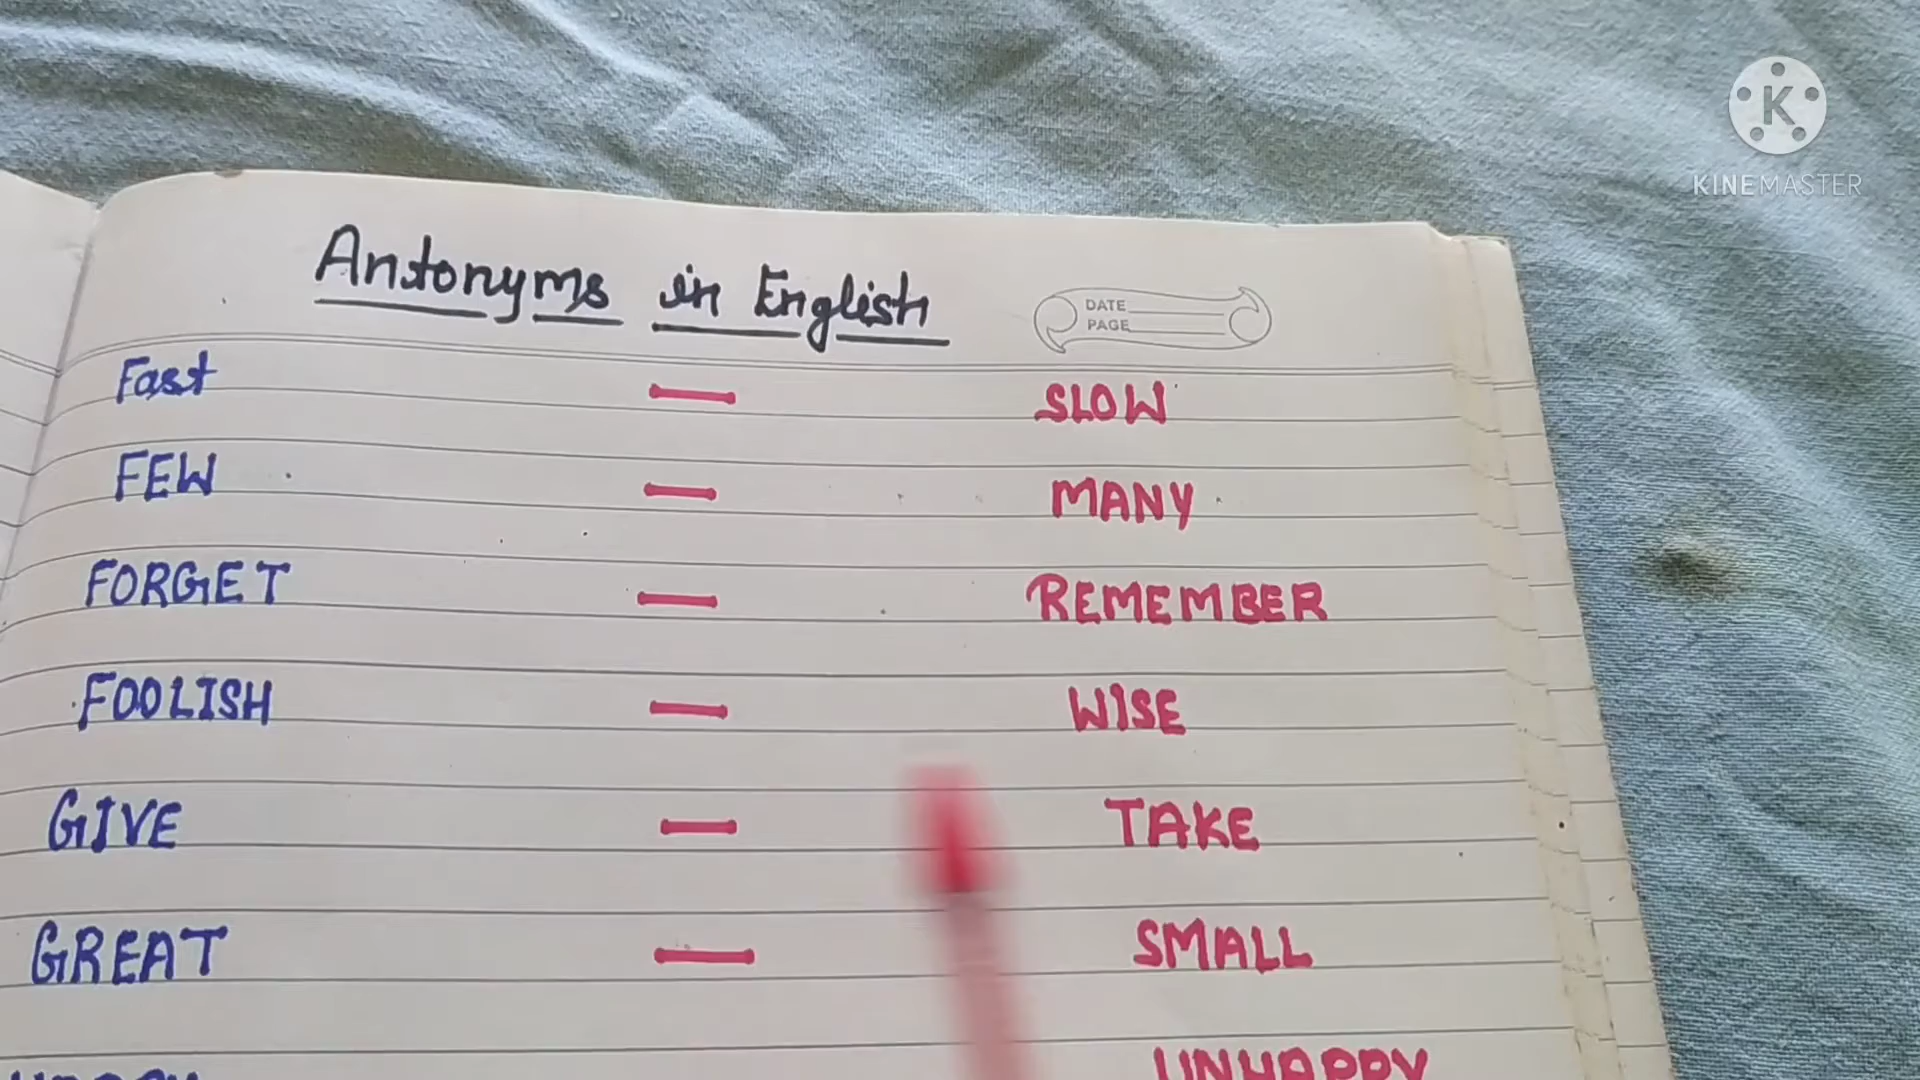 KINEMASTER
Antonyms in English
DATE
PAGE
Fast — SLOW
FEW — MANY
FORGET — REMEMBER
FOOLISH — WISE
GIVE — TAKE
GREAT — SMALL
UNHAPPY